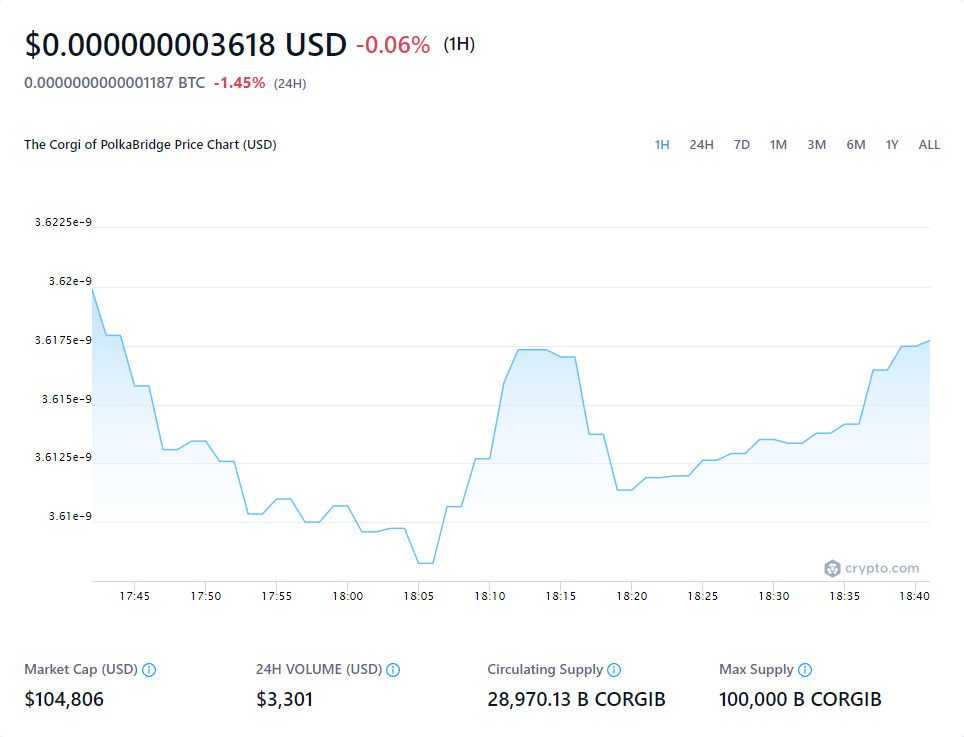 $0.000000003618 USD -0.06% (1H)
0.0000000000001187 BTC -1.45% (24H)
The Corgi of PolkaBridge Price Chart (USD) 1H 24H 7D 1M 3M 6M 1Y ALL
3.6225e-9
3.62e-9
3.6175e-9
3.615e-9
3.6125e-9
3.61e-9
crypto.com
17:45 17:50 17:55 18:00 18:05 18:10 18:15 18:20 18:25 18:30 18:35 18:40
Market Cap (USD) 24H VOLUME (USD) Circulating Supply Max Supply
$104,806 $3,301 28,970.13 B CORGIB 100,000 B CORGIB